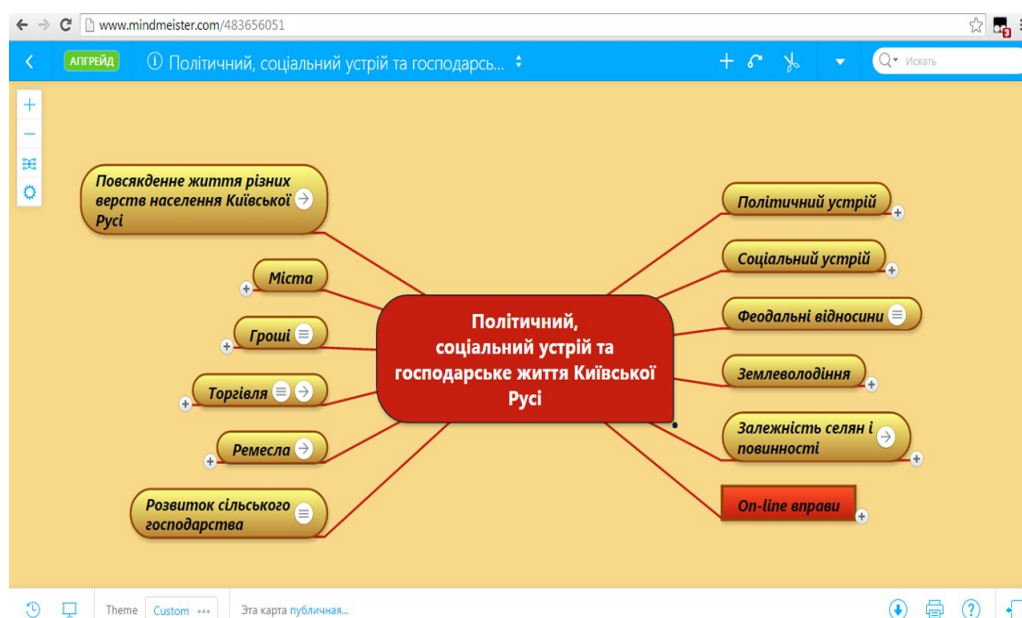 www.mindmeister.com/483656051
АПГРЕЙД
Політичний, соціальний устрій та господарсь...
Искать
Повсякденне життя різних
верств населення Київської
Русі
Міста
Гроші
Торгівля
Ремесла
Розвиток сільського
господарства
Політичний,
соціальний устрій та
господарське життя Київської
Русі
Політичний устрій
Соціальний устрій
Феодальні відносини
Землеволодіння
Залежність селян і
повинності
On-line вправи
Theme Custom
Эта карта публичная...